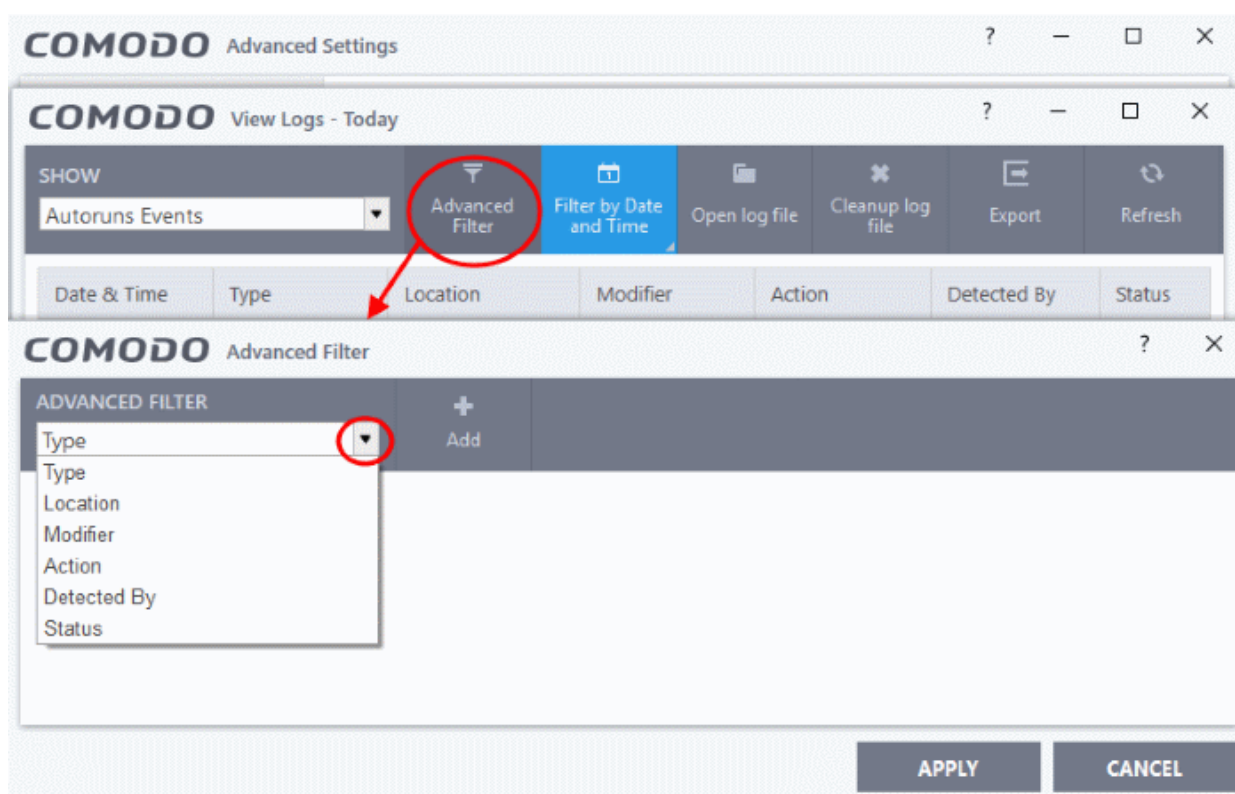 COMODO Advanced Settings ?
COMODO View Logs - Today ?
SHOW
Autoruns Events
Advanced
Filter
Filter by Date
and Time
Open log file
Cleanup log
file
Export
Refresh
Date & Time Type Location Modifier Action Detected By Status
COMODO Advanced Filter ?
ADVANCED FILTER
Type
Add
Type
Location
Modifier
Action
Detected By
Status
APPLY CANCEL